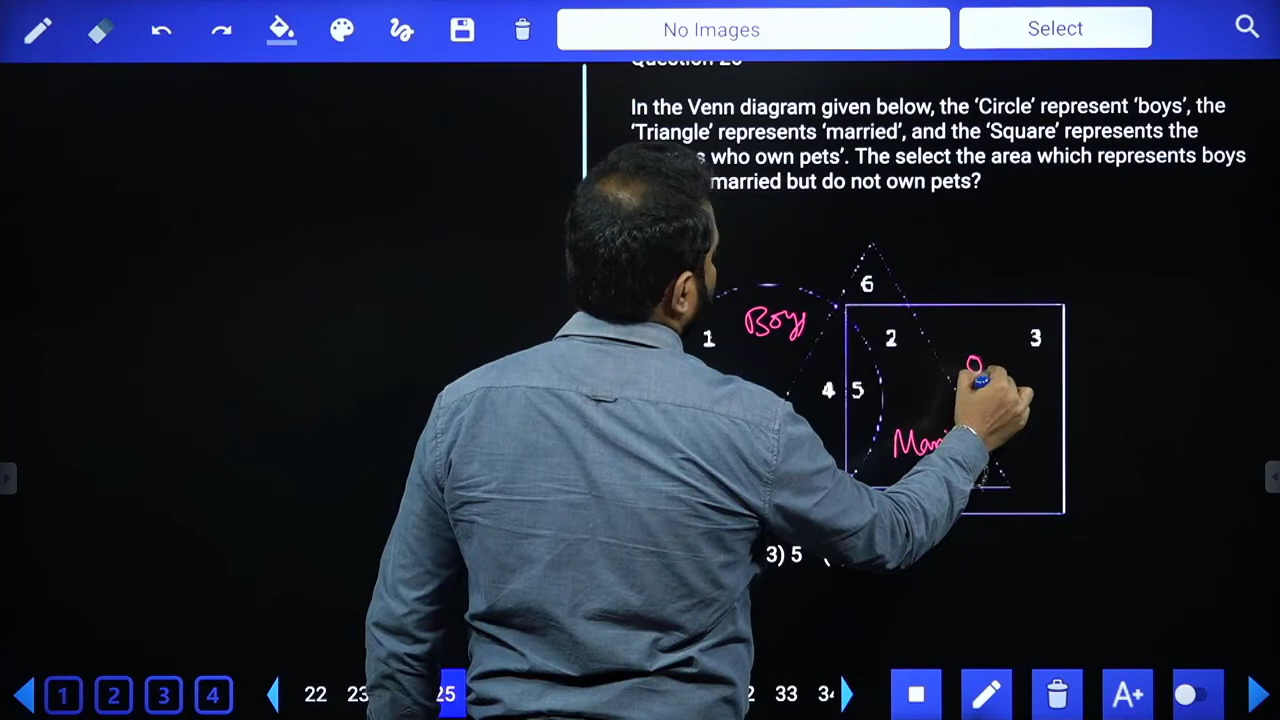 No Images
Select
In the Venn diagram given below, the ‘Circle’ represent ‘boys’, the
‘Triangle’ represents ‘married’, and the ‘Square’ represents the
who own pets’. The select the area which represents boys
married but do not own pets?
6
1
Boys
2
3
4
5
3) 5
1
2
3
4
22
25
33
A+